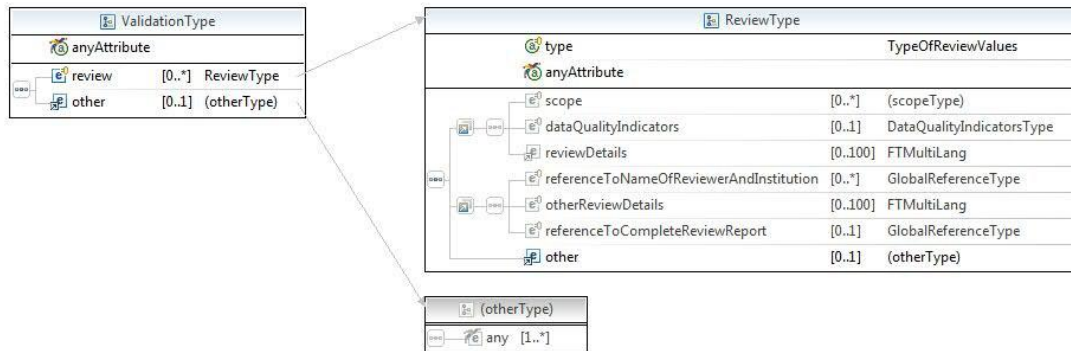 ValidationType
anyAttribute
review [0..*] ReviewType
other [0..1] (otherType)
ReviewType
type TypeOfReviewValues
anyAttribute
scope [0..*] (scopeType)
dataQualityIndicators [0..1] DataQualityIndicatorsType
reviewDetails [0..100] FTMultiLang
referenceToNameOfReviewerAndInstitution [0..*] GlobalReferenceType
otherReviewDetails [0..100] FTMultiLang
referenceToCompleteReviewReport [0..1] GlobalReferenceType
other [0..1] (otherType)
(otherType)
any [1..*]